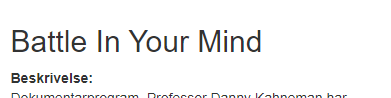 Battle In Your Mind
Beskrivelse:
Dokumentarprogram. Professor Danny Kahneman har